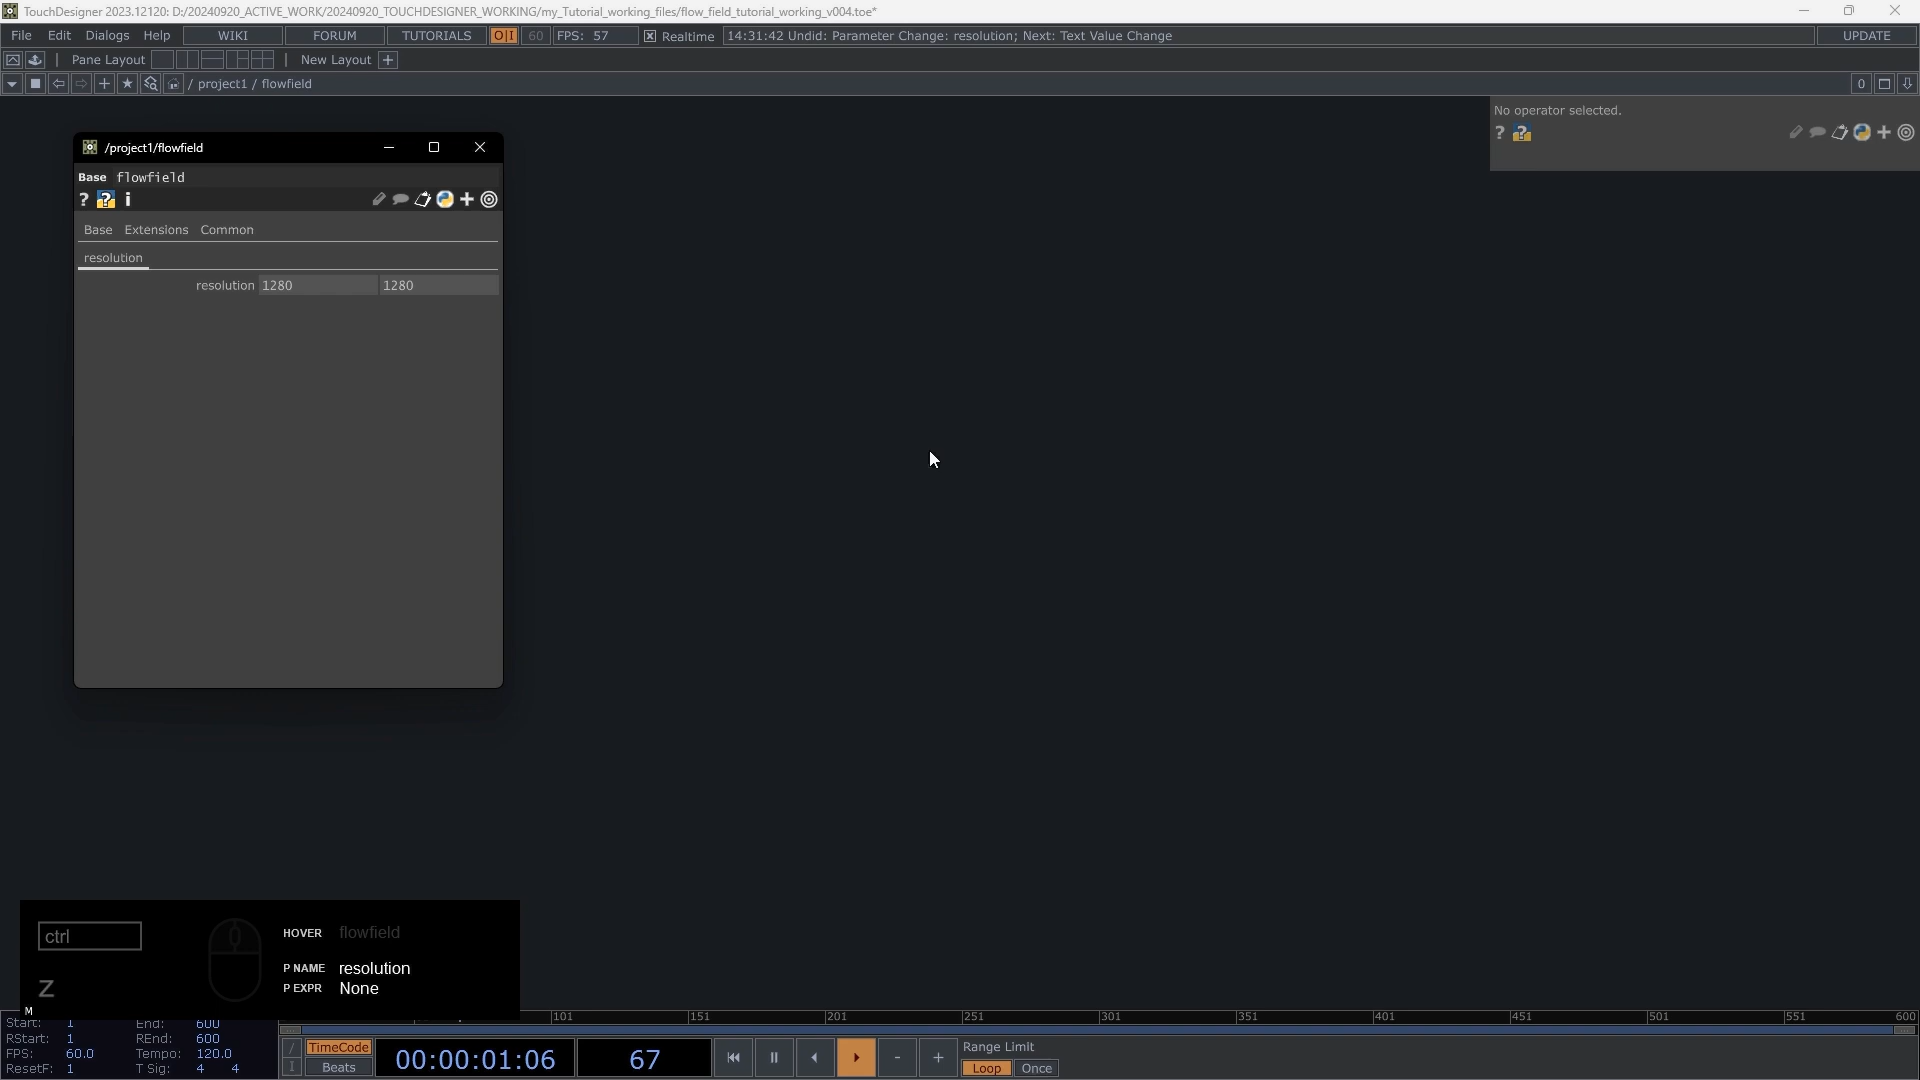 TouchDesigner 2023.12120: D:/20240920_ACTIVE_WORK/20240920_TOUCHDESIGNER_WORKING/my_Tutorial_working_files/flow_field_tutorial_working_v004.toe*
File Edit Dialogs Help WIKI FORUM TUTORIALS O|I 60 FPS: 57 Realtime 14:31:42 Undid: Parameter Change: resolution; Next: Text Value Change UPDATE
Pane Layout New Layout +
/ project1 / flowfield 0
No operator selected.
/project1/flowfield
Base flowfield
? ? i
Base Extensions Common
resolution
resolution 1280 1280
ctrl
HOVER flowfield
P NAME resolution
Z P EXPR None
M
Start: 1 End: 600
RStart: 1 REnd: 600
FPS: 60.0 Tempo: 120.0
ResetF: 1 T Sig: 4 4
101 151 201 251 301 351 401 451 501 551 600
TimeCode
Beats
00:00:01:06 67
- +
Range Limit
Loop Once